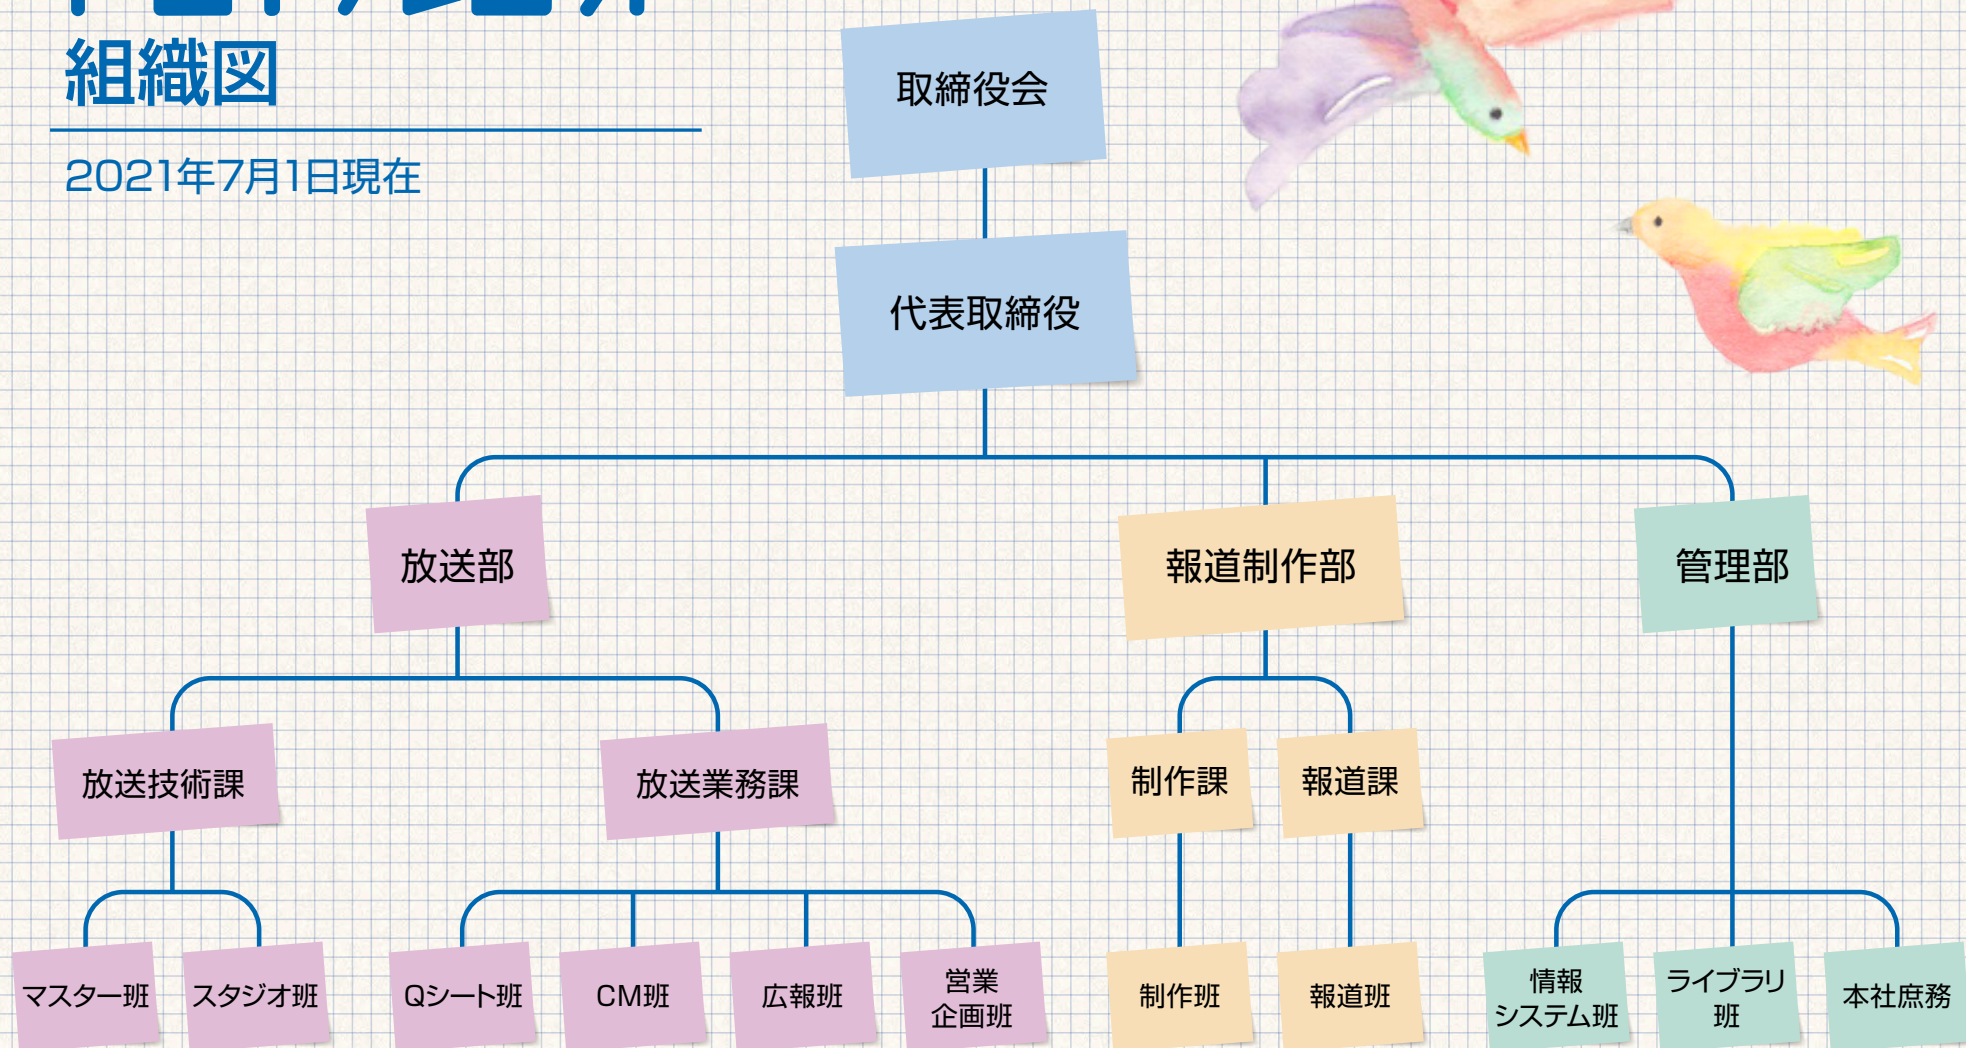 組織図
2021年7月1日現在
取締役会
代表取締役
放送部
報道制作部
管理部
放送技術課
放送業務課
制作課
報道課
マスター班
スタジオ班
Qシート班
CM班
広報班
営業
企画班
制作班
報道班
情報
システム班
ライブラリ
班
本社庶務